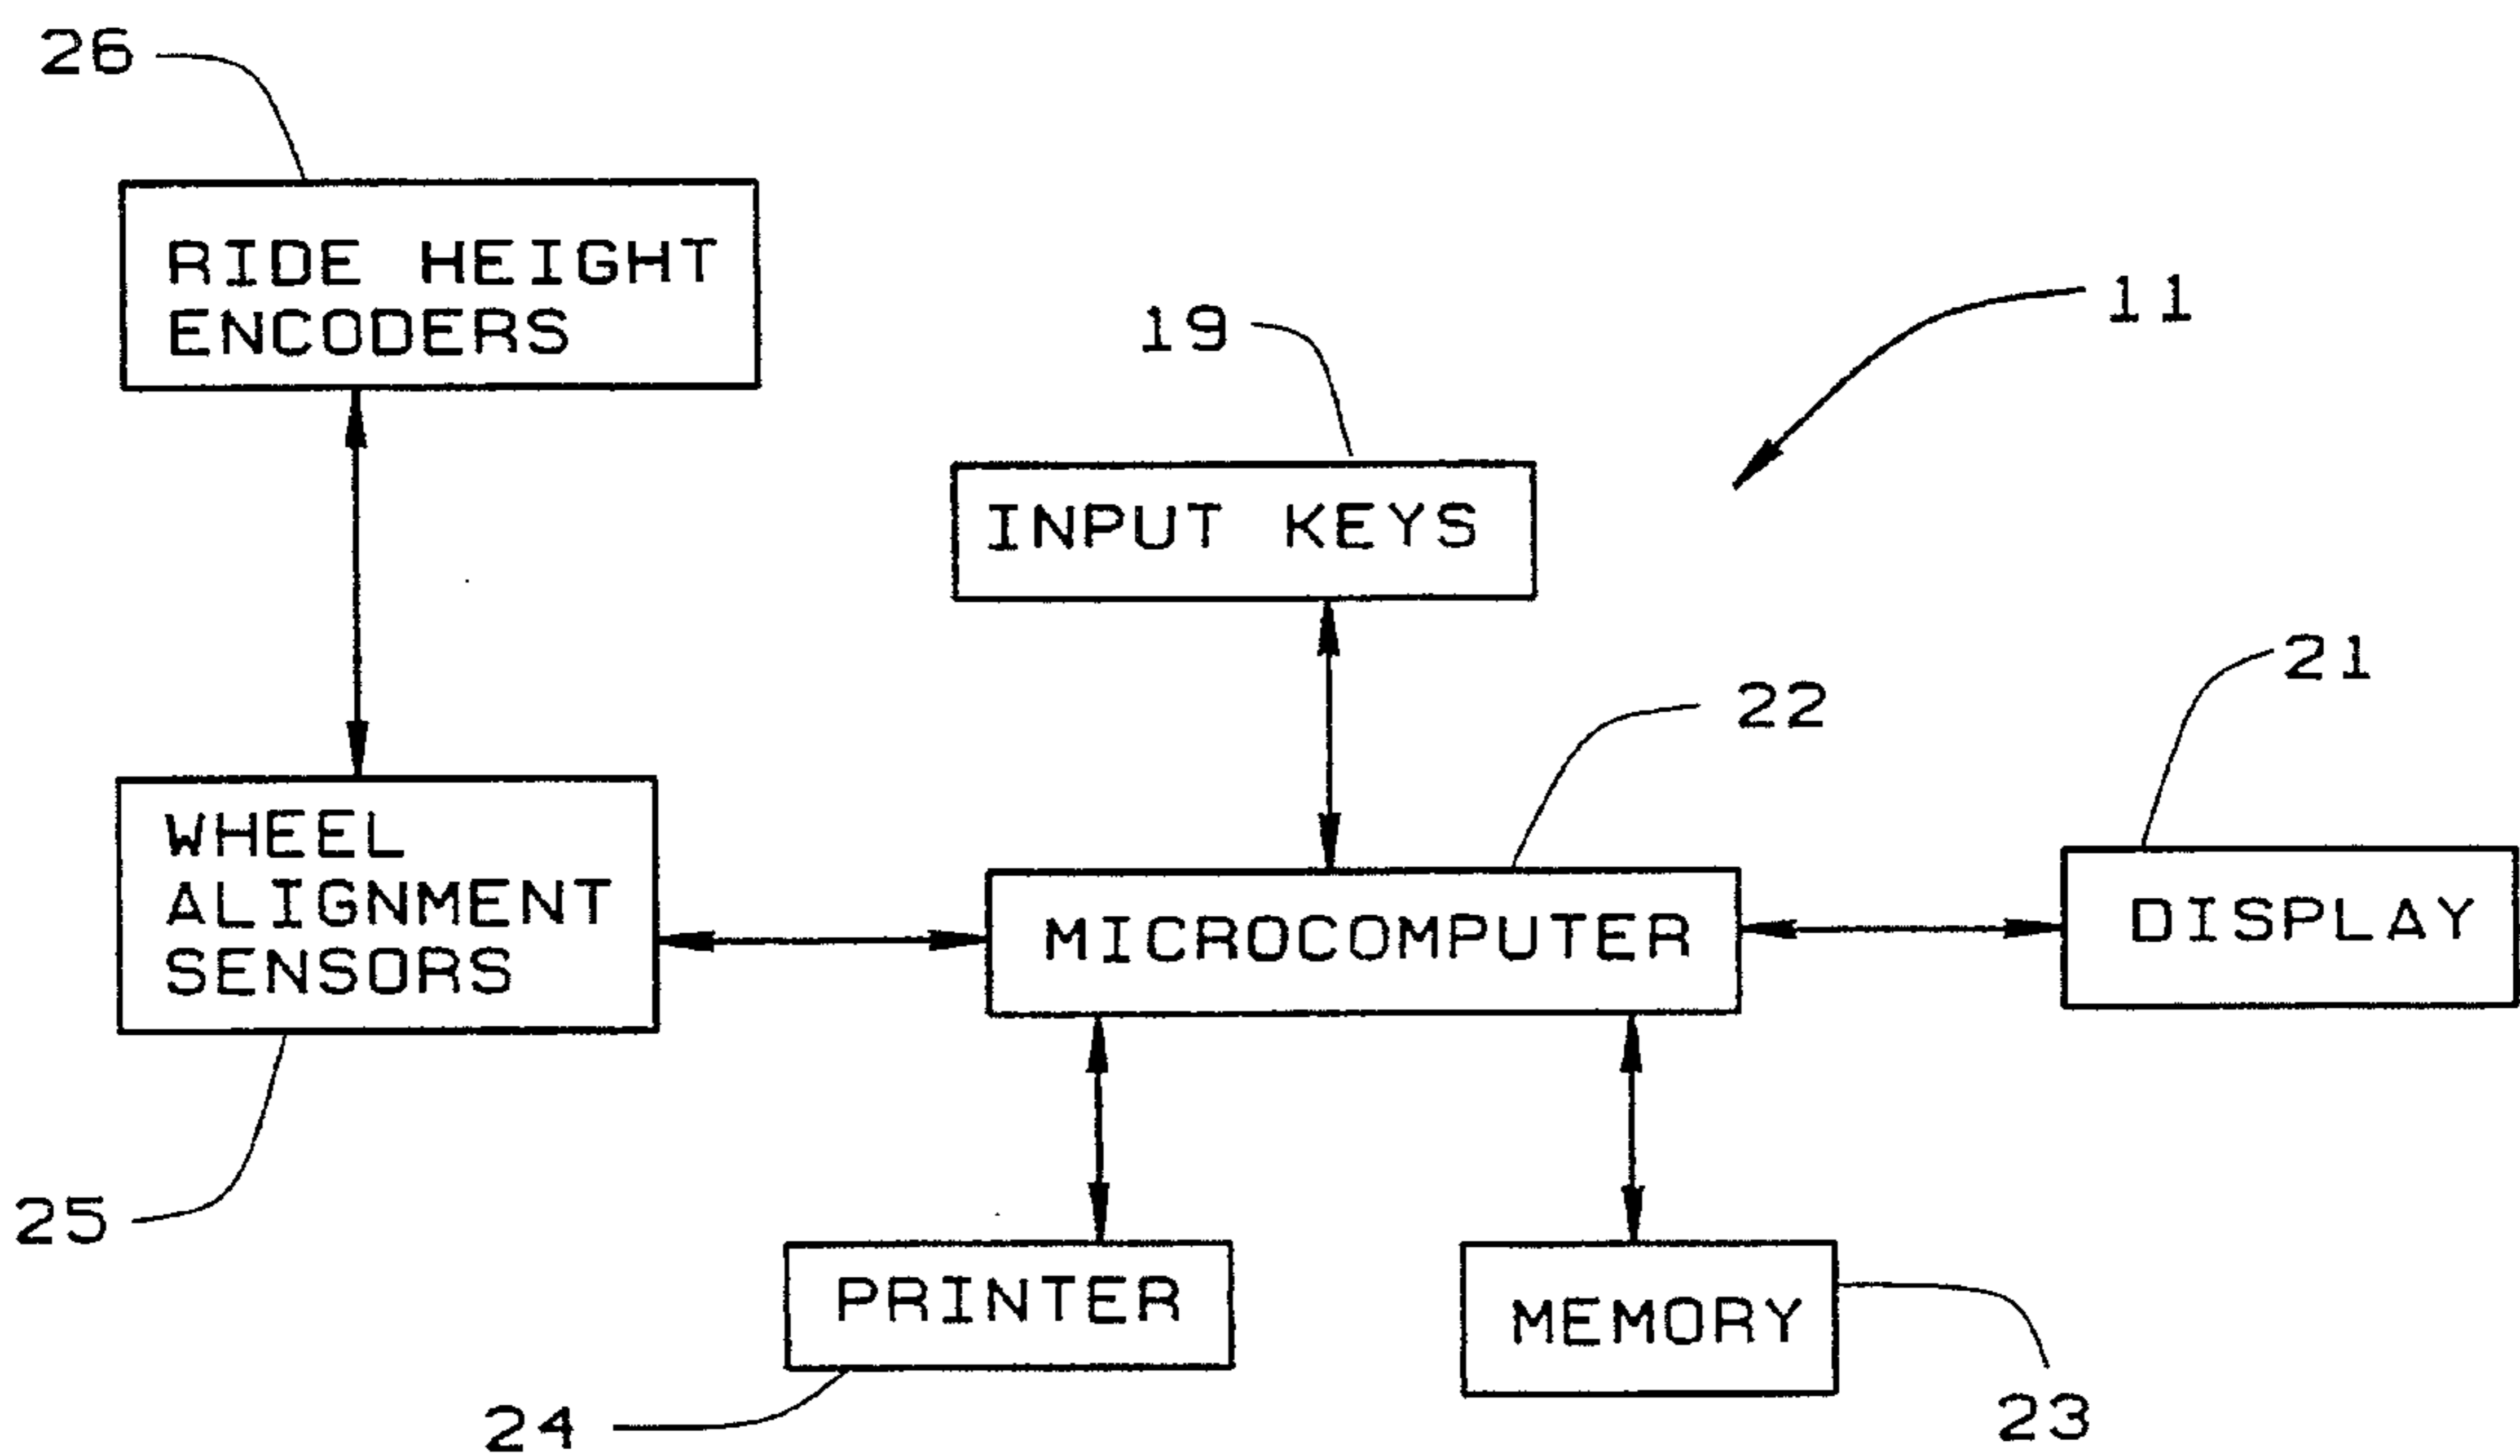 26
RIDE HEIGHT
ENCODERS
19
11
INPUT KEYS
21
22
WHEEL
ALIGNMENT
SENSORS
MICROCOMPUTER
DISPLAY
25
PRINTER
MEMORY
24
23